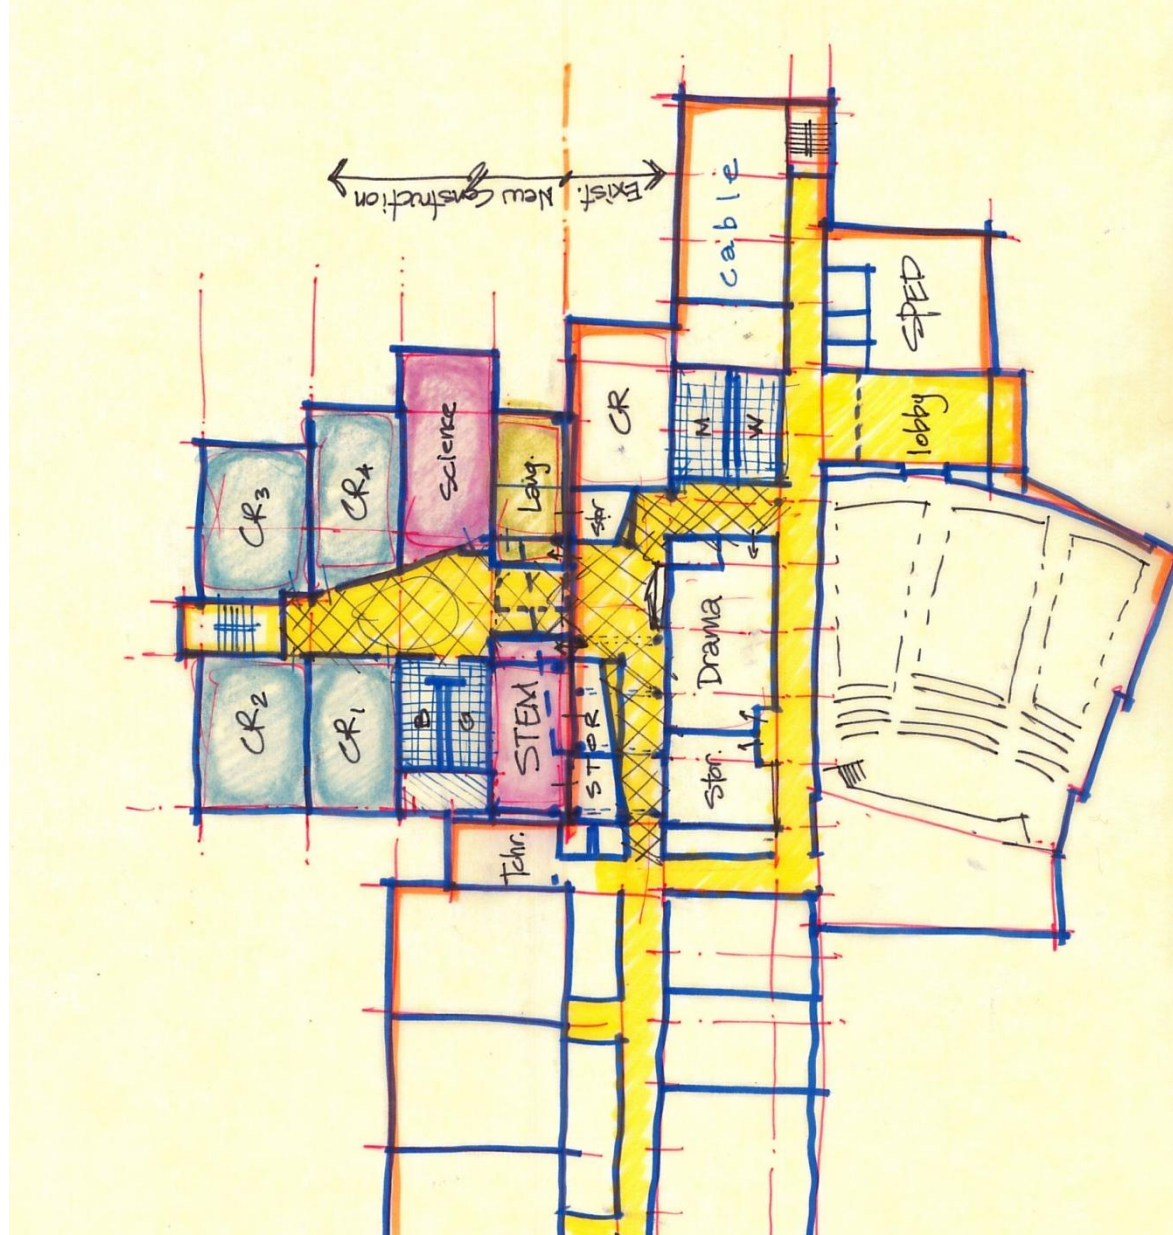 New Construction
Exist.
cable
SPED
CR
M
W
lobby
Science
Lang.
CR4
CR3
Stor
Drama
CR2
CR1
B
G
STEM
STOR
Stor.
Tchr.